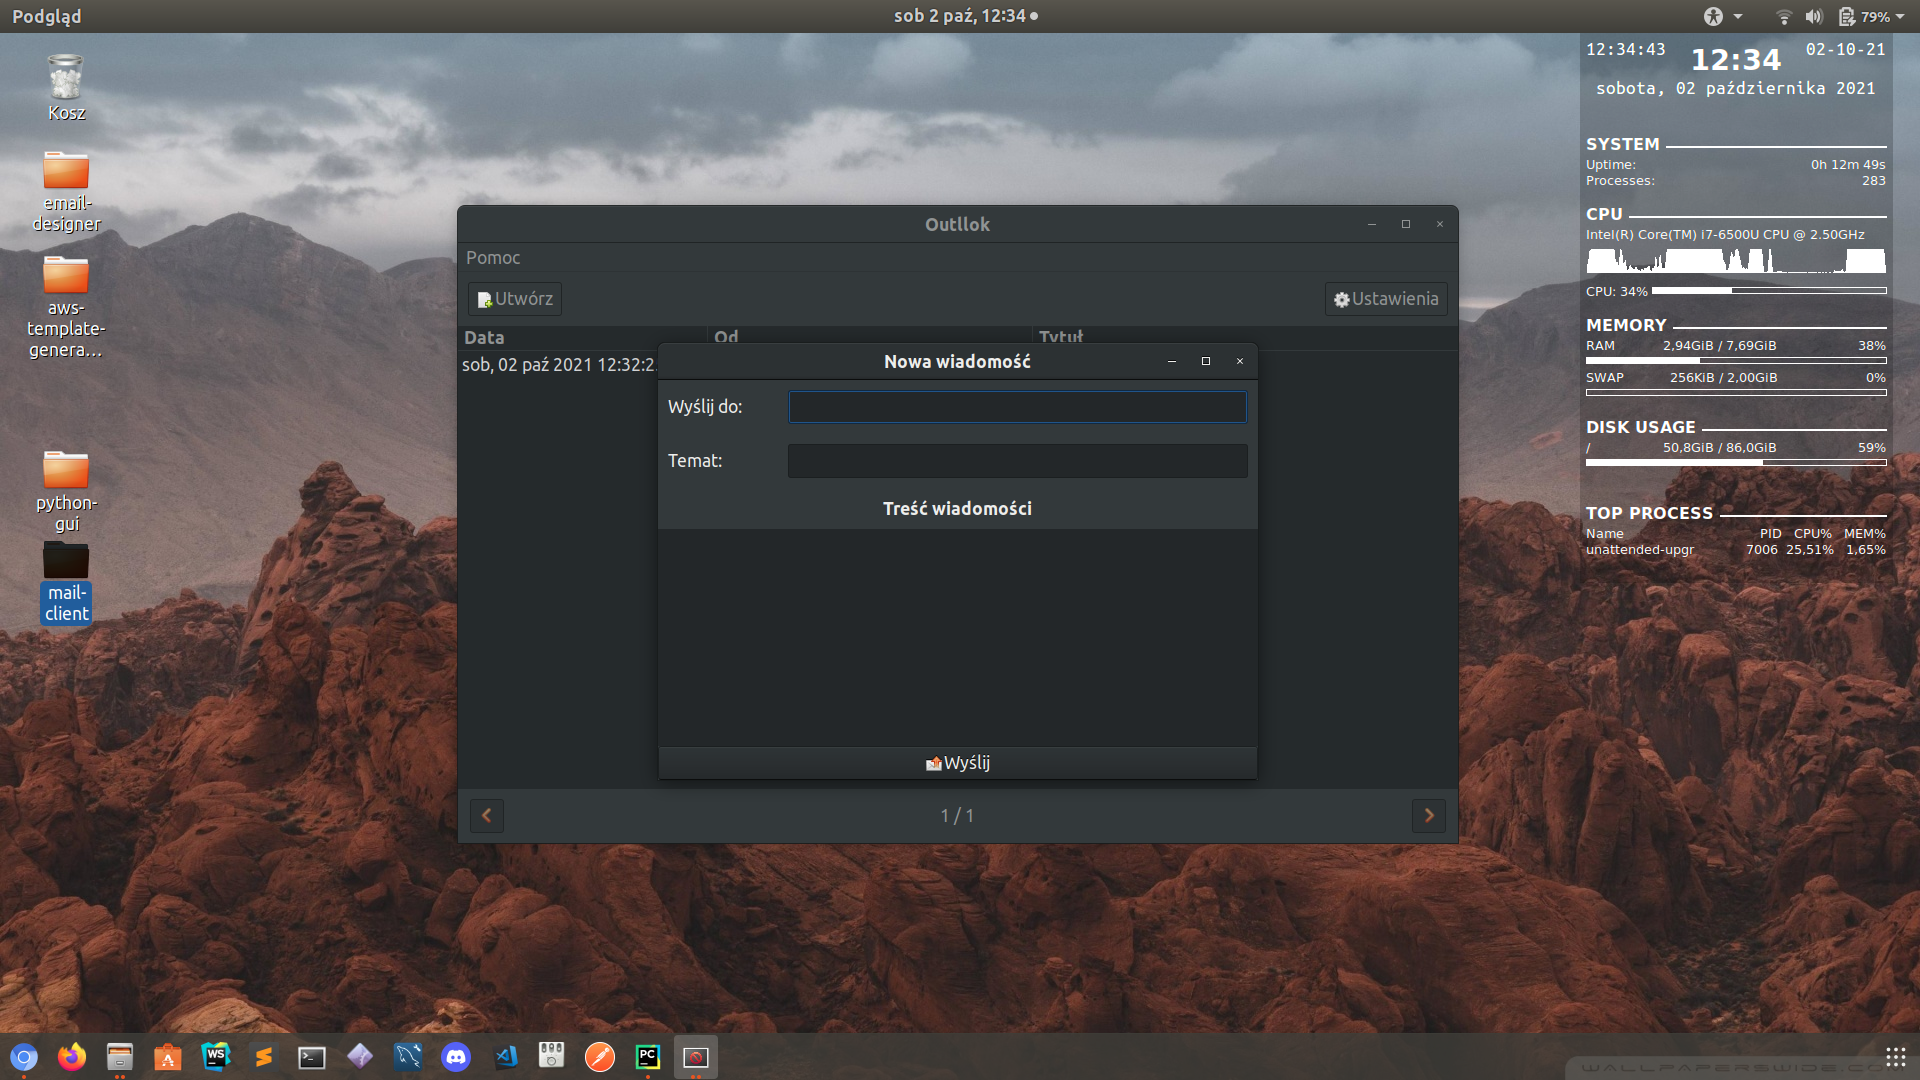 Podgląd
sob 2 paź, 12:34
79%
12:34:43
12:34
02-10-21
sobota, 02 października 2021
SYSTEM
Uptime: 0h 12m 49s
Processes: 283
CPU
Intel(R) Core(TM) i7-6500U CPU @ 2.50GHz
CPU: 34%
MEMORY
RAM 2,94GiB / 7,69GiB 38%
SWAP 256KiB / 2,00GiB 0%
DISK USAGE
/ 50,8GiB / 86,0GiB 59%
TOP PROCESS
Name PID CPU% MEM%
unattended-upgr 7006 25,51% 1,65%
Kosz
email-
designer
aws-
template-
genera...
python-
gui
mail-
client
Outllok
Pomoc
Utwórz
Ustawienia
Data Od Tytuł
sob, 02 paź 2021 12:32:2
Nowa wiadomość
Wyślij do:
Temat:
Treść wiadomości
Wyślij
1 / 1
WS
PC
WALLPAPERSWIDE.COM